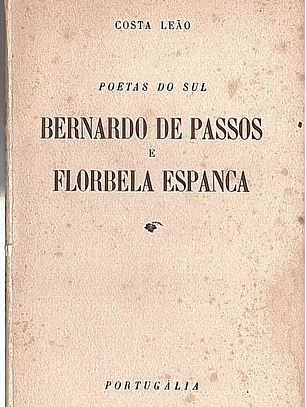 COSTA LEÃO
POETAS DO SUL
BERNARDO DE PASSOS
E
FLORBELA ESPANCA
PORTUGÁLIA